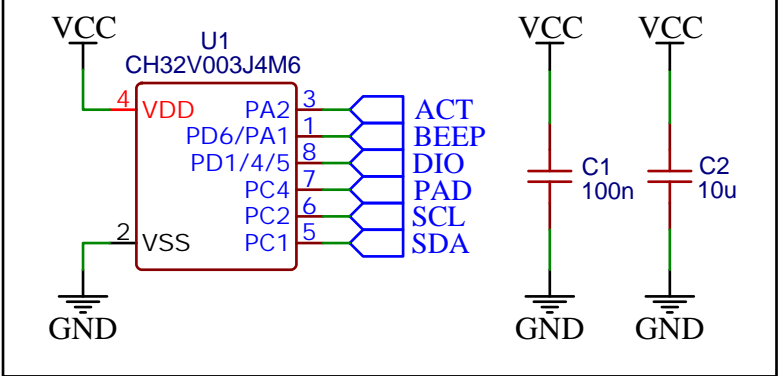 VCC
U1
CH32V003J4M6
4 VDD
PA2 3 ACT
PD6/PA1 1 BEEP
PD1/4/5 8 DIO
PC4 7 PAD
PC2 6 SCL
2 VSS
PC1 5 SDA
GND
VCC
C1
100n
GND
VCC
C2
10u
GND